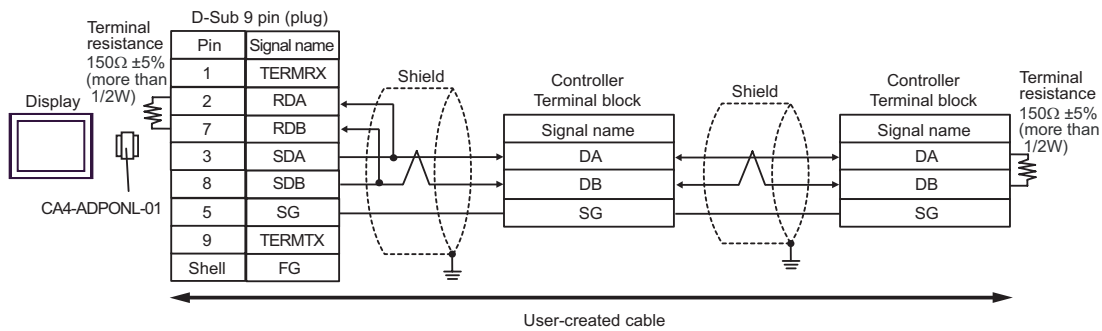 D-Sub 9 pin (plug)
Terminal
resistance
150Ω ±5%
(more than
1/2W)
Display
CA4-ADPONL-01
Pin Signal name
1 TERMRX
2 RDA
7 RDB
3 SDA
8 SDB
5 SG
9 TERMTX
Shell FG
Shield
Controller
Terminal block
Signal name
DA
DB
SG
Shield
Controller
Terminal block
Signal name
DA
DB
SG
Terminal
resistance
150Ω ±5%
(more than
1/2W)
User-created cable